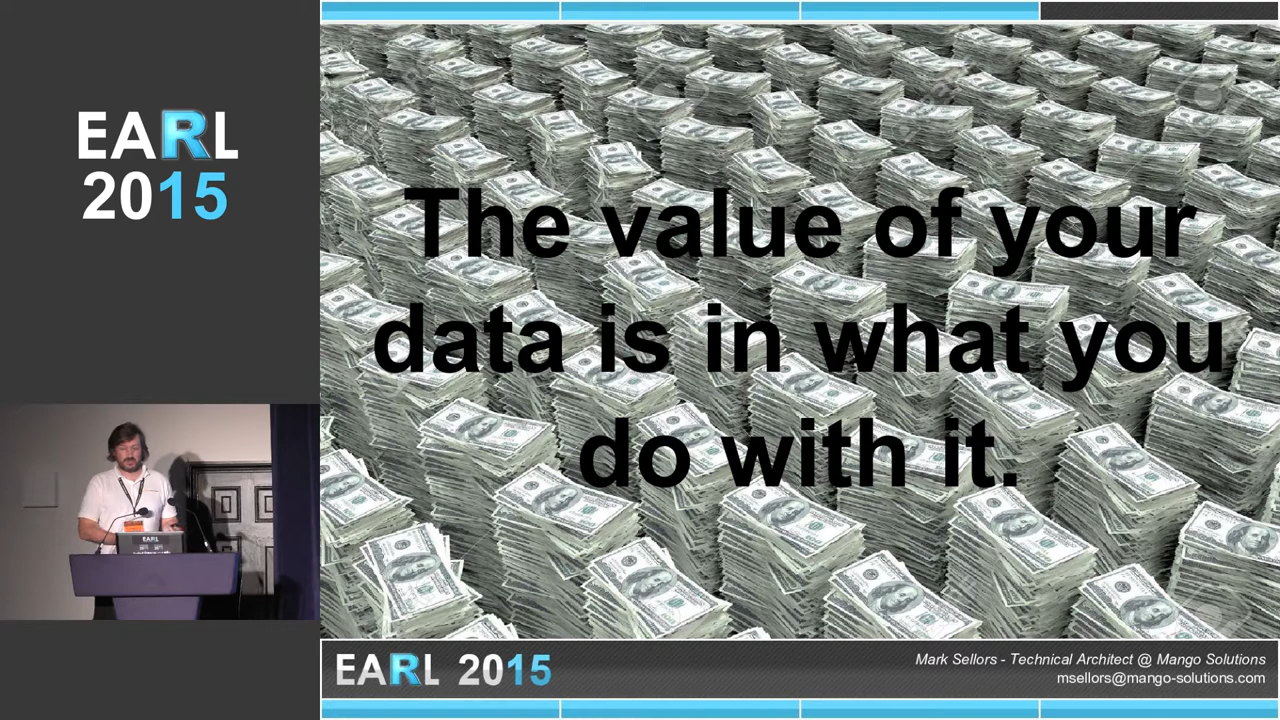 EARL
2015
The value of your
data is in what you
do with it.
EARL
EARL 2015
Mark Sellors - Technical Architect @ Mango Solutions
msellors@mango-solutions.com